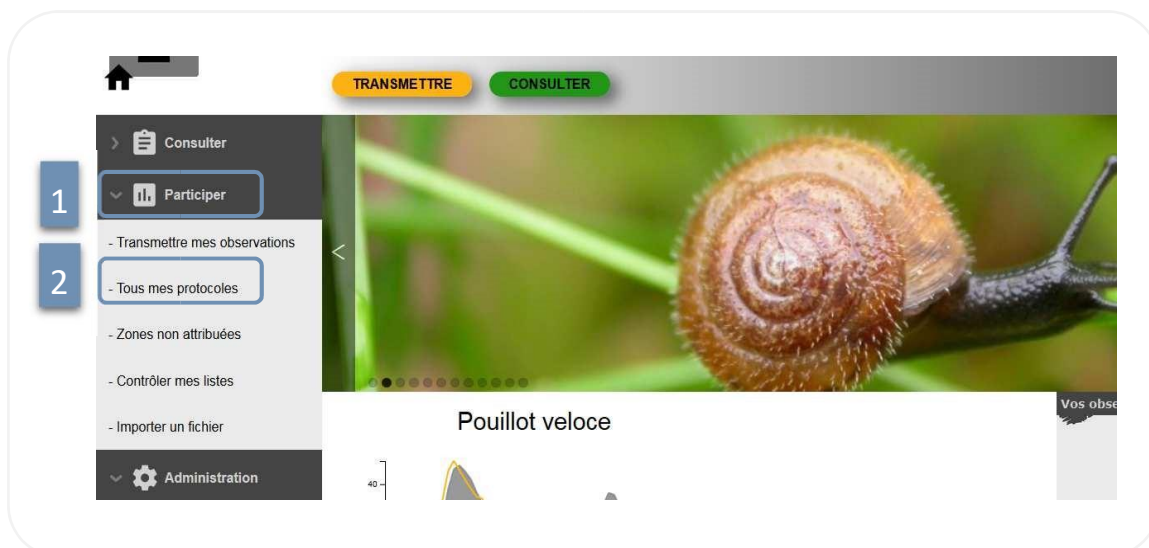 TRANSMETTRE CONSULTER
Consulter
1
Participer
- Transmettre mes observations
<
2
- Tous mes protocoles
- Zones non attribuées
- Contrôler mes listes
- Importer un fichier
Administration
Pouillot veloce
40
Vos obse